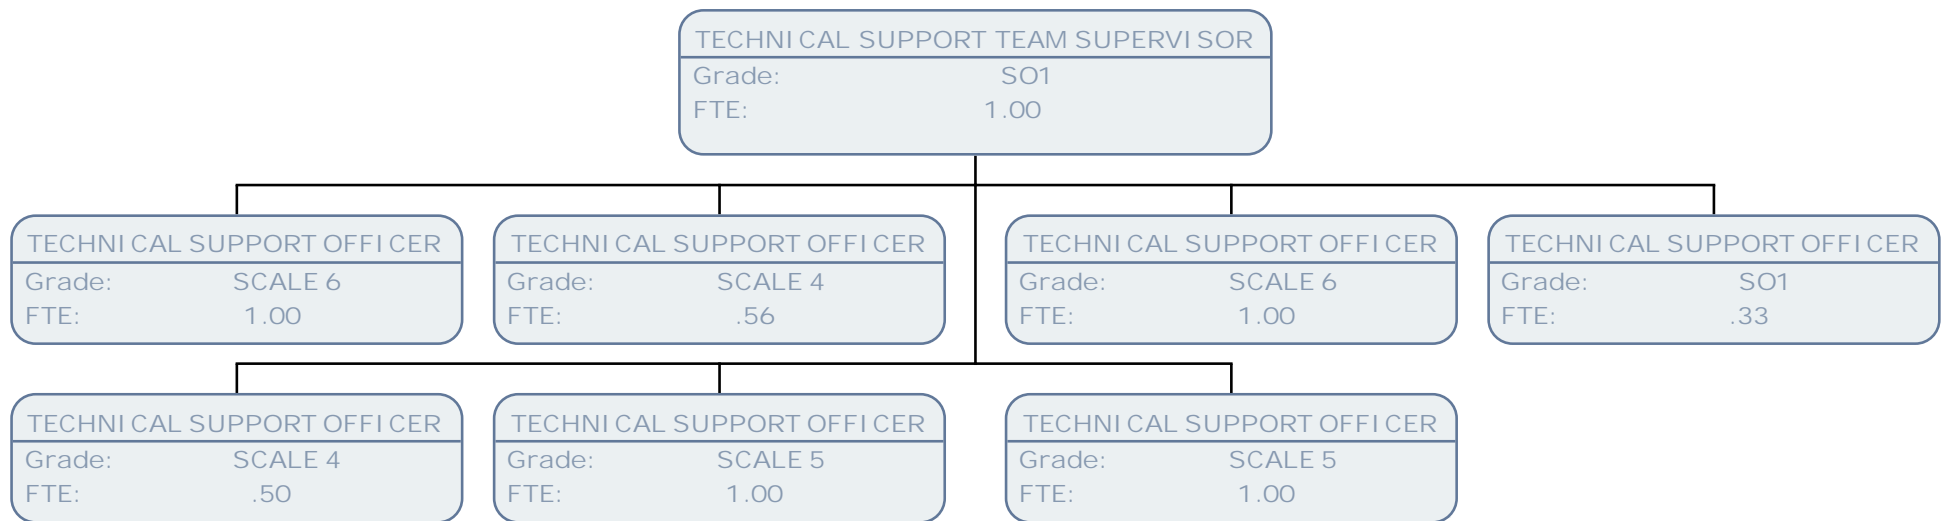 TECHNICAL SUPPORT TEAM SUPERVISOR
Grade: SO1
FTE: 1.00
TECHNICAL SUPPORT OFFICER
Grade: SCALE 6
FTE: 1.00
TECHNICAL SUPPORT OFFICER
Grade: SCALE 4
FTE: .56
TECHNICAL SUPPORT OFFICER
Grade: SCALE 6
FTE: 1.00
TECHNICAL SUPPORT OFFICER
Grade: SO1
FTE: .33
TECHNICAL SUPPORT OFFICER
Grade: SCALE 4
FTE: .50
TECHNICAL SUPPORT OFFICER
Grade: SCALE 5
FTE: 1.00
TECHNICAL SUPPORT OFFICER
Grade: SCALE 5
FTE: 1.00